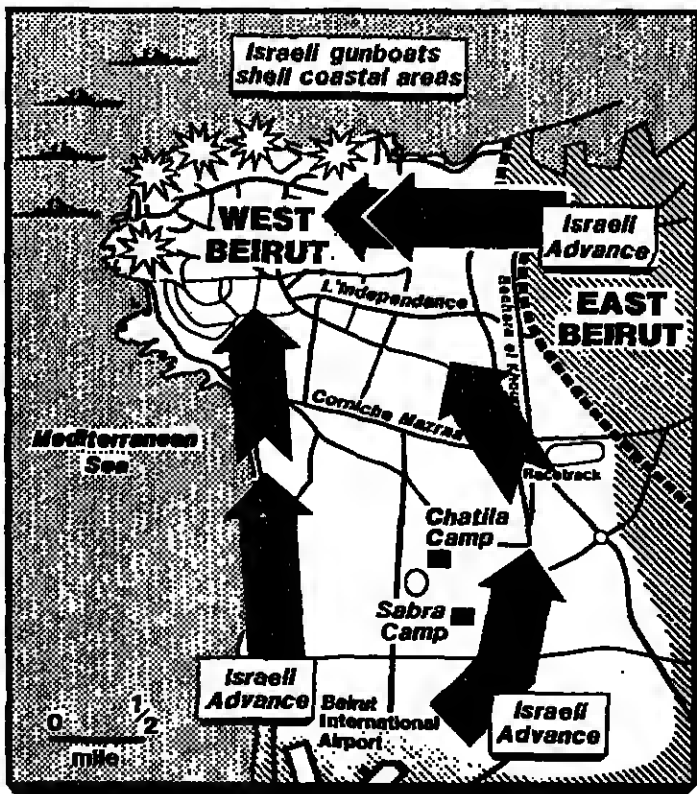 Israeli gunboats
shell coastal areas
WEST
BEIRUT
Israeli
Advance
L'Independance
EAST
BEIRUT
Corniche Mazraa
Mediterranean
Sea
Racetrack
Chatila
Camp
Sabra
Camp
Israeli
Advance
Beirut
International
Airport
Israeli
Advance
0 1/2
mile